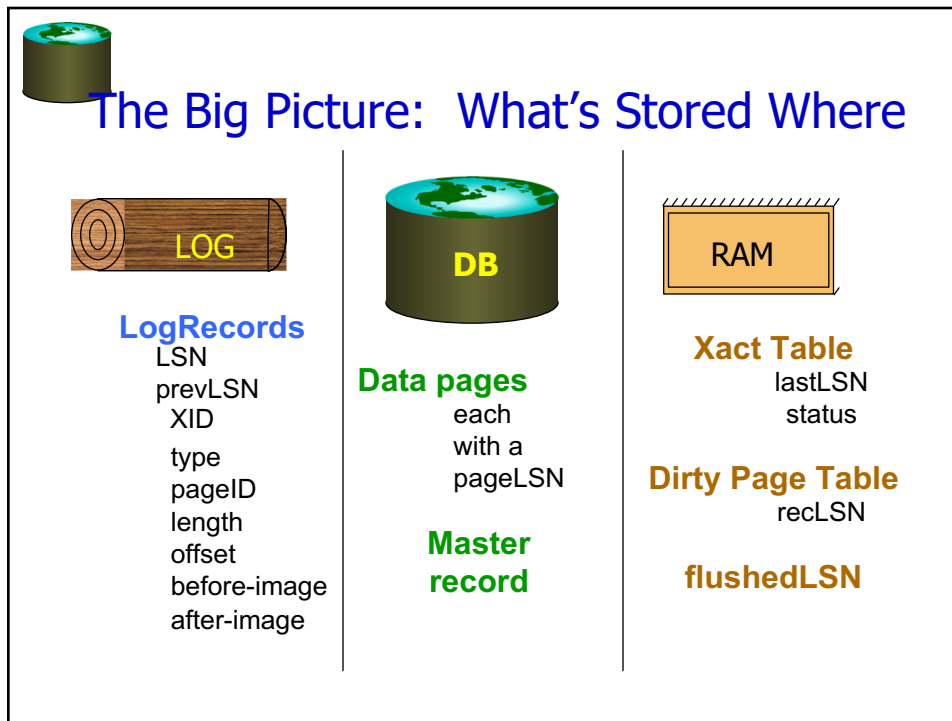 The Big Picture: What's Stored Where
LOG
LogRecords
LSN
prevLSN
XID
type
pageID
length
offset
before-image
after-image
DB
Data pages
each
with a
pageLSN
Master
record
RAM
Xact Table
lastLSN
status
Dirty Page Table
recLSN
flushedLSN